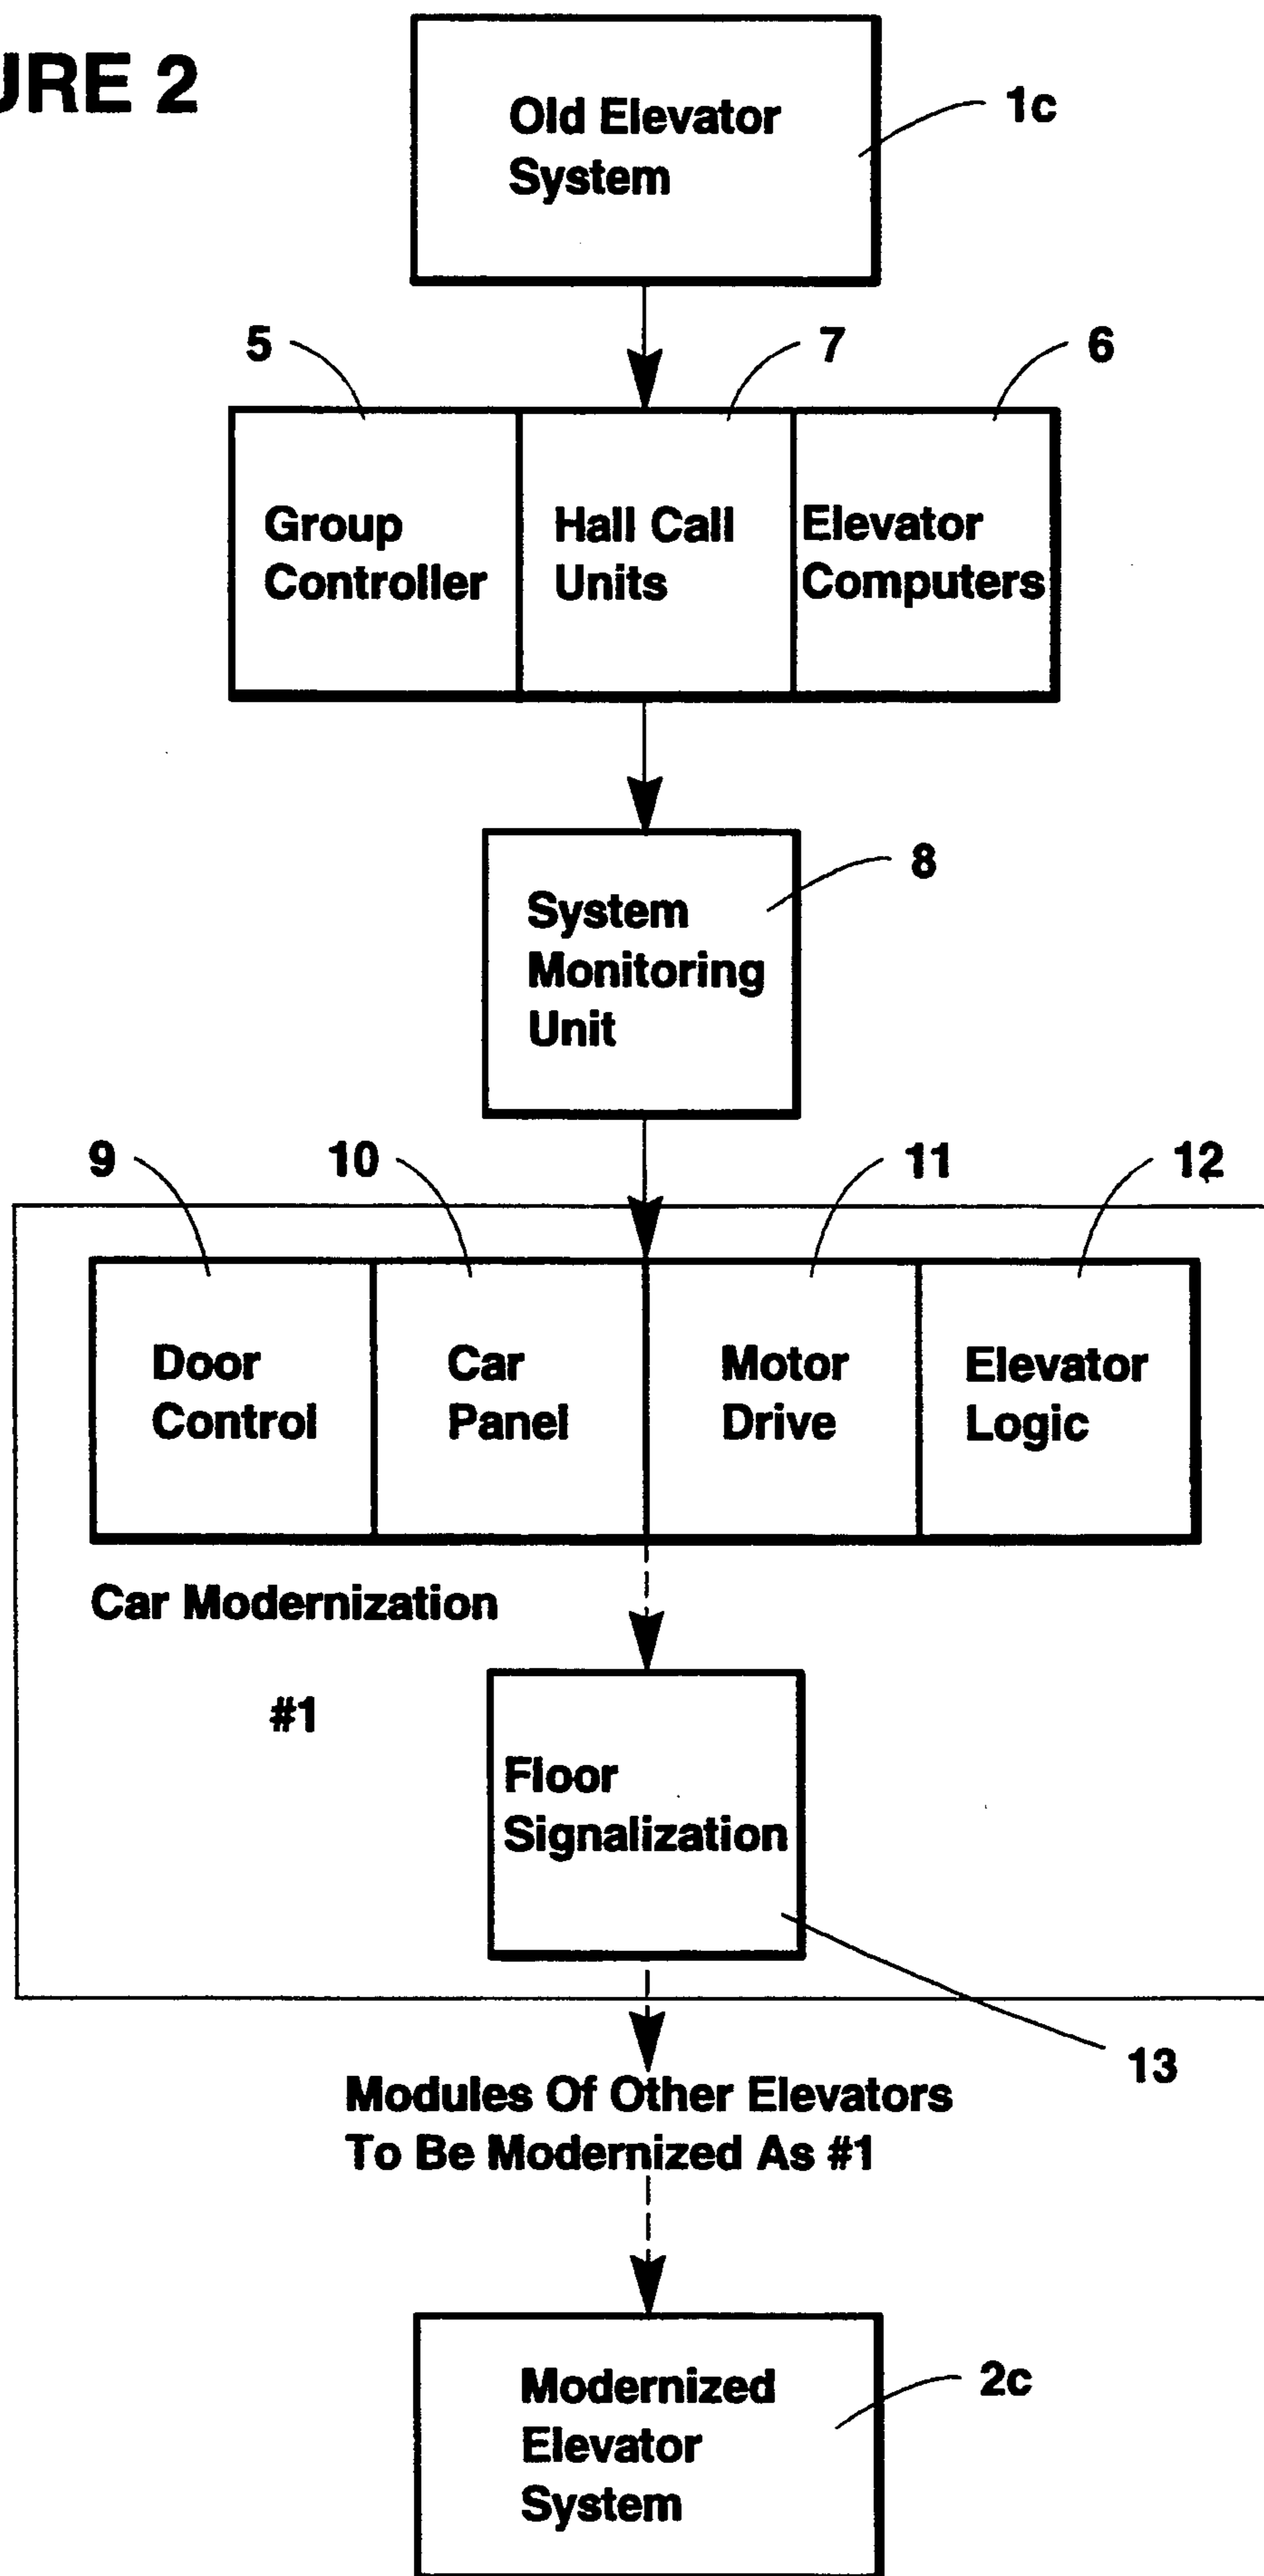 URE 2
Old Elevator
System
1c
5
7
6
Group
Controller
Hall Call
Units
Elevator
Computers
8
System
Monitoring
Unit
9
10
11
12
Door
Control
Car
Panel
Motor
Drive
Elevator
Logic
Car Modernization
#1
Floor
Signalization
13
Modules Of Other Elevators
To Be Modernized As #1
2c
Modernized
Elevator
System